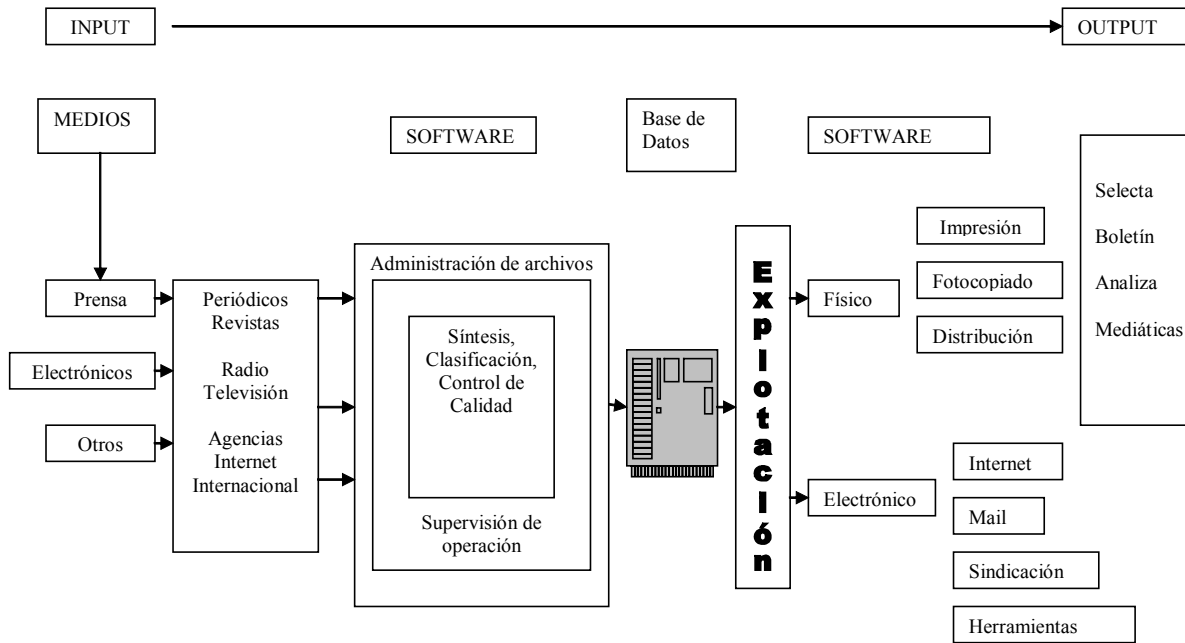 INPUT
OUTPUT
MEDIOS
SOFTWARE
Base de
Datos
SOFTWARE
Prensa
Electrónicos
Otros
Periódicos
Revistas
Radio
Televisión
Agencias
Internet
Internacional
Administración de archivos
Síntesis,
Clasificación,
Control de
Calidad
Supervisión de
operación
Explotación
Físico
Impresión
Fotocopiado
Distribución
Selecta
Boletín
Analiza
Mediáticas
Electrónico
Internet
Mail
Sindicación
Herramientas